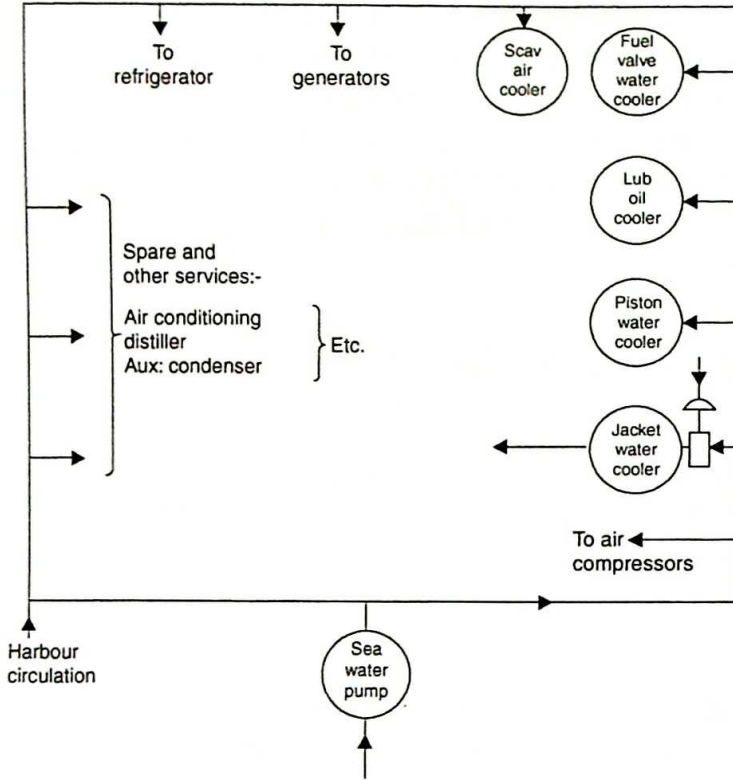 To
refrigerator
To
generators
Scav
air
cooler
Fuel
valve
water
cooler
Lub
oil
cooler
Spare and
other services:-
Air conditioning
distiller
Aux: condenser
Etc.
Piston
water
cooler
Jacket
water
cooler
To air
compressors
Harbour
circulation
Sea
water
pump